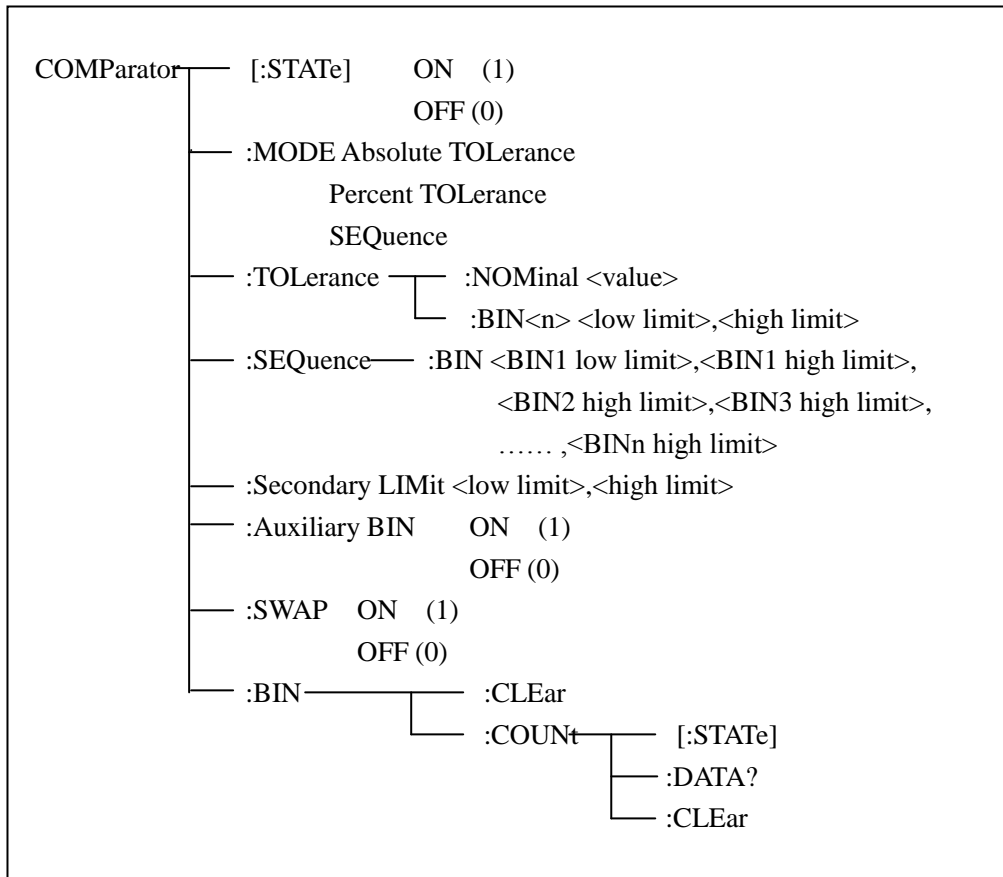 COMParator [:STATe] ON (1)
OFF (0)
:MODE Absolute TOLerance
Percent TOLerance
SEQuence
:TOLerance :NOMinal <value>
:BIN<n> <low limit>,<high limit>
:SEQuence :BIN <BIN1 low limit>,<BIN1 high limit>,
<BIN2 high limit>,<BIN3 high limit>,
…… ,<BINn high limit>
:Secondary LIMit <low limit>,<high limit>
:Auxiliary BIN ON (1)
OFF (0)
:SWAP ON (1)
OFF (0)
:BIN :CLEar
:COUNt [:STATe]
:DATA?
:CLEar